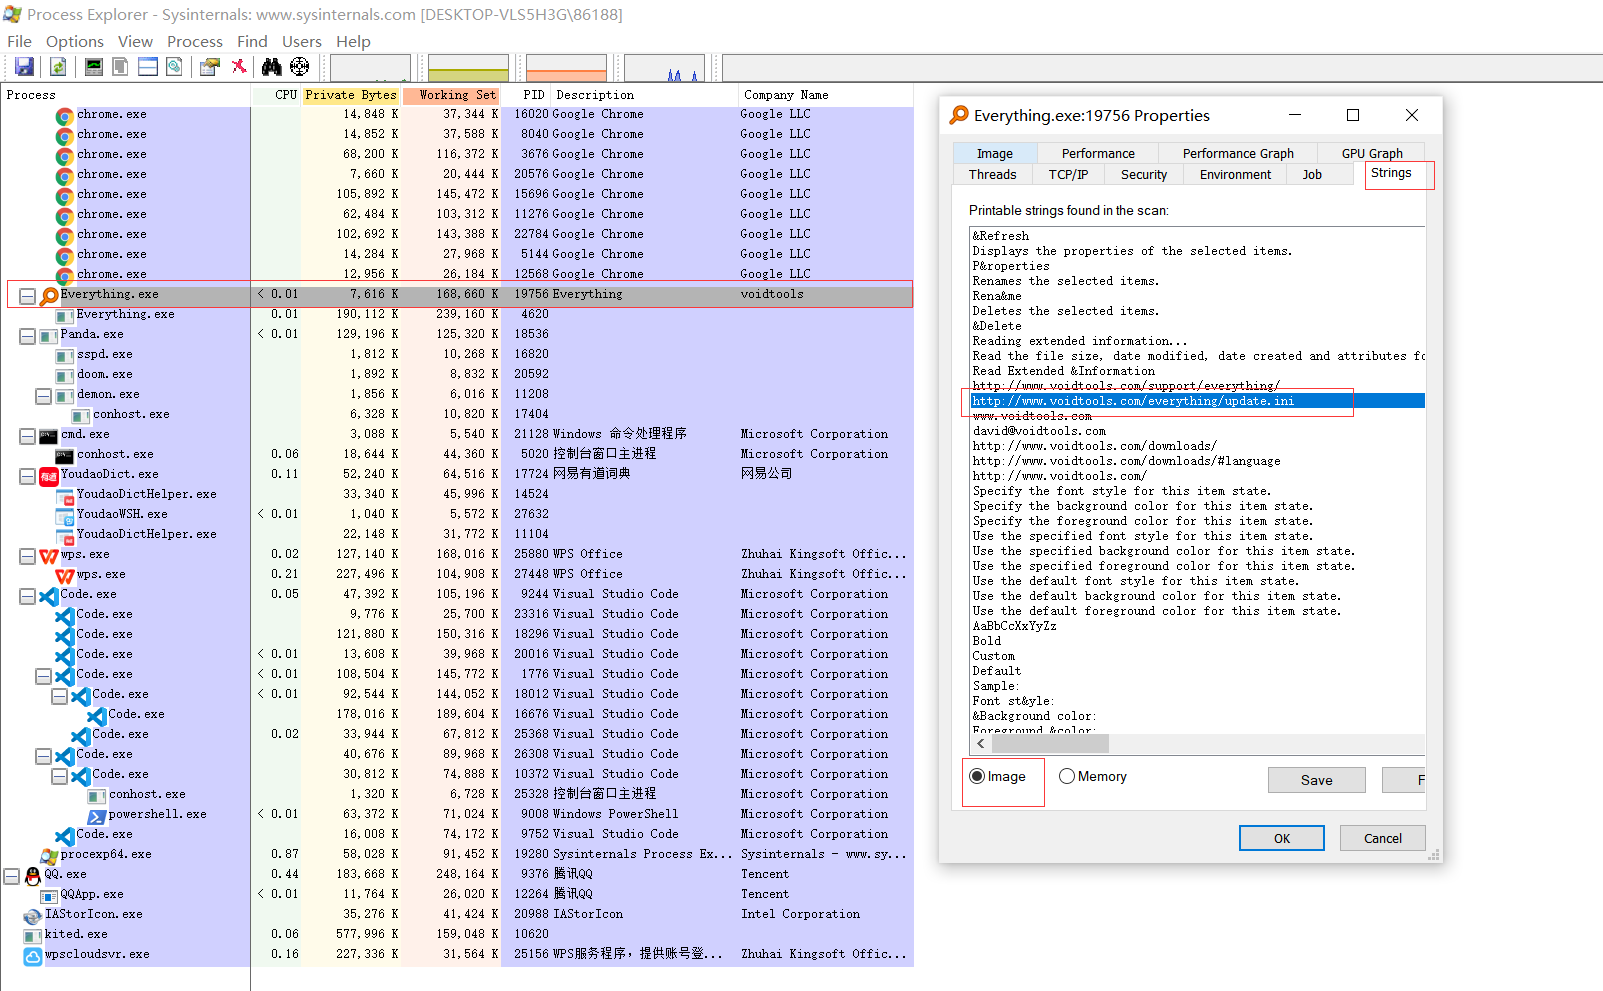 Process Explorer - Sysinternals: www.sysinternals.com [DESKTOP-VLS5H3G\86188]
File Options View Process Find Users Help
Process CPU Private Bytes Working Set PID Description Company Name
chrome.exe 14,848 K 37,344 K 16020 Google Chrome Google LLC
chrome.exe 14,852 K 37,588 K 8040 Google Chrome Google LLC
chrome.exe 68,200 K 116,372 K 3676 Google Chrome Google LLC
chrome.exe 7,660 K 20,444 K 20576 Google Chrome Google LLC
chrome.exe 105,892 K 145,472 K 15696 Google Chrome Google LLC
chrome.exe 62,484 K 103,312 K 11276 Google Chrome Google LLC
chrome.exe 102,692 K 143,388 K 22784 Google Chrome Google LLC
chrome.exe 14,284 K 27,968 K 5144 Google Chrome Google LLC
chrome.exe 12,956 K 26,184 K 12568 Google Chrome Google LLC
Everything.exe < 0.01 7,616 K 168,660 K 19756 Everything voidtools
Everything.exe 0.01 190,112 K 239,160 K 4620
Panda.exe < 0.01 129,196 K 125,320 K 18536
sspd.exe 1,812 K 10,268 K 16820
doom.exe 1,892 K 8,832 K 20592
demon.exe 1,856 K 6,016 K 11208
conhost.exe 6,328 K 10,820 K 17404
cmd.exe 3,088 K 5,540 K 21128 Windows 命令处理程序 Microsoft Corporation
conhost.exe 0.06 18,644 K 44,360 K 5020 控制台窗口主进程 Microsoft Corporation
YoudaoDict.exe 0.11 52,240 K 64,516 K 17724 网易有道词典 网易公司
YoudaoDictHelper.exe 33,340 K 45,996 K 14524
YoudaoWSH.exe < 0.01 1,040 K 5,572 K 27632
YoudaoDictHelper.exe 22,148 K 31,772 K 11104
wps.exe 0.02 127,140 K 168,016 K 25880 WPS Office Zhuhai Kingsoft Offic...
wps.exe 0.21 227,496 K 104,908 K 27448 WPS Office Zhuhai Kingsoft Offic...
Code.exe 0.05 47,392 K 105,196 K 9244 Visual Studio Code Microsoft Corporation
Code.exe 9,776 K 25,700 K 23316 Visual Studio Code Microsoft Corporation
Code.exe 121,880 K 150,316 K 18296 Visual Studio Code Microsoft Corporation
Code.exe < 0.01 13,608 K 39,968 K 20016 Visual Studio Code Microsoft Corporation
Code.exe < 0.01 108,504 K 145,772 K 1776 Visual Studio Code Microsoft Corporation
Code.exe < 0.01 92,544 K 144,052 K 18012 Visual Studio Code Microsoft Corporation
Code.exe 178,016 K 189,604 K 16676 Visual Studio Code Microsoft Corporation
Code.exe 0.02 33,944 K 67,812 K 25368 Visual Studio Code Microsoft Corporation
Code.exe 40,676 K 89,968 K 26308 Visual Studio Code Microsoft Corporation
Code.exe 30,812 K 74,888 K 10372 Visual Studio Code Microsoft Corporation
conhost.exe 1,320 K 6,728 K 25328 控制台窗口主进程 Microsoft Corporation
powershell.exe < 0.01 63,372 K 71,024 K 9008 Windows PowerShell Microsoft Corporation
Code.exe 16,008 K 74,172 K 9752 Visual Studio Code Microsoft Corporation
procexp64.exe 0.87 58,028 K 91,452 K 19280 Sysinternals Process Ex... Sysinternals - www.sy...
QQ.exe 0.44 183,668 K 248,164 K 9376 腾讯QQ Tencent
QQApp.exe < 0.01 11,764 K 26,020 K 12264 腾讯QQ Tencent
IAStorIcon.exe 35,276 K 41,424 K 20988 IAStorIcon Intel Corporation
kited.exe 0.06 577,996 K 159,048 K 10620
wpscloudsvr.exe 0.16 227,336 K 31,564 K 25156 WPS服务程序，提供账号登... Zhuhai Kingsoft Offic...
Everything.exe:19756 Properties
Image Performance Performance Graph GPU Graph
Threads TCP/IP Security Environment Job Strings
Printable strings found in the scan:
&Refresh
Displays the properties of the selected items.
P&roperties
Renames the selected items.
Rena&me
Deletes the selected items.
&Delete
Reading extended information...
Read the file size, date modified, date created and attributes fo
Read Extended &Information
http://www.voidtools.com/support/everything/
http://www.voidtools.com/everything/update.ini
www.voidtools.com
david@voidtools.com
http://www.voidtools.com/downloads/
http://www.voidtools.com/downloads/#language
http://www.voidtools.com/
Specify the font style for this item state.
Specify the background color for this item state.
Specify the foreground color for this item state.
Use the specified font style for this item state.
Use the specified background color for this item state.
Use the specified foreground color for this item state.
Use the default font style for this item state.
Use the default background color for this item state.
Use the default foreground color for this item state.
AaBbCcXxYyZz
Bold
Custom
Default
Sample:
Font st&yle:
&Background color:
Foreground &color:
Image Memory Save F
OK Cancel